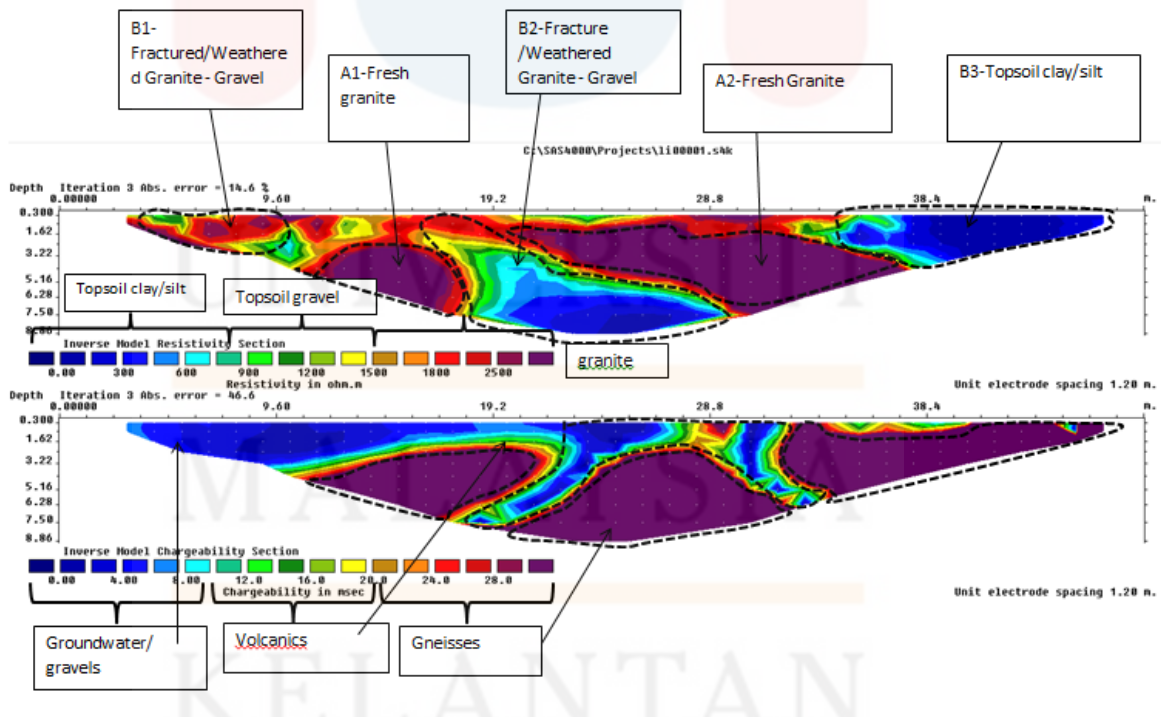 B1-
Fractured/Weathere
d Granite - Gravel
A1-Fresh
granite
B2-Fracture
/Weathered
Granite - Gravel
A2-Fresh Granite
B3-Topsoil clay/silt
C:\SAS4000\Projects\li00001.s4k
Depth Iteration 3 Abs. error = 14.6 %
0.00000 9.60 19.2 28.8 38.4 m.
0.300
1.62
3.22
5.16
6.28
7.50
Topsoil clay/silt
Topsoil gravel
granite
Inverse Model Resistivity Section
0.00 300 600 900 1200 1500 1800 2500
Resistivity in ohm.m
Unit electrode spacing 1.20 m.
Depth Iteration 3 Abs. error = 46.6
0.00000 9.60 19.2 28.8 38.4 m.
0.300
1.62
3.22
5.16
6.28
7.50
8.86
Inverse Model Chargeability Section
0.00 4.00 8.00 12.0 16.0 20.0 24.0 28.0
Chargeability in msec
Unit electrode spacing 1.20 m.
Groundwater/
gravels
Volcanics
Gneisses
UNIVERSITI
MALAYSIA
KELANTAN